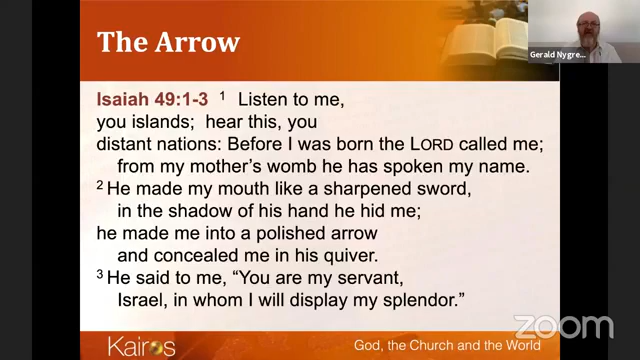 The Arrow
Gerald Nygre...
Isaiah 49:1-3 1 Listen to me,
you islands; hear this, you
distant nations: Before I was born the LORD called me;
from my mother's womb he has spoken my name.
2 He made my mouth like a sharpened sword,
in the shadow of his hand he hid me;
he made me into a polished arrow
and concealed me in his quiver.
3 He said to me, “You are my servant,
Israel, in whom I will display my splendor.”
Kairos
God, the Church and the World
zoom